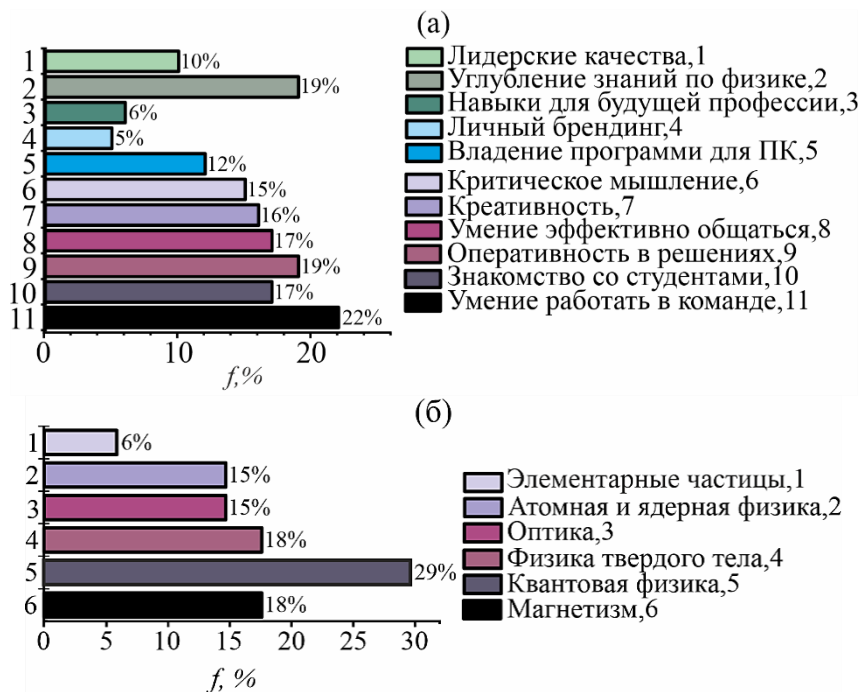 (а)
1
10%
Лидерские качества,1
2
19%
Углубление знаний по физике,2
3
6%
Навыки для будущей профессии,3
4
5%
Личный брендинг,4
5
12%
Владение программи для ПК,5
6
15%
Критическое мышление,6
7
16%
Креативность,7
8
17%
Умение эффективно общаться,8
9
19%
Оперативность в решениях,9
10
17%
Знакомство со студентами,10
11
22%
Умение работать в команде,11
0 10 20
f,%
(б)
1
6%
Элементарные частицы,1
2
15%
Атомная и ядерная физика,2
3
15%
Оптика,3
4
18%
Физика твердого тела,4
5
29%
Квантовая физика,5
6
18%
Магнетизм,6
0 5 10 15 20 25 30
f, %